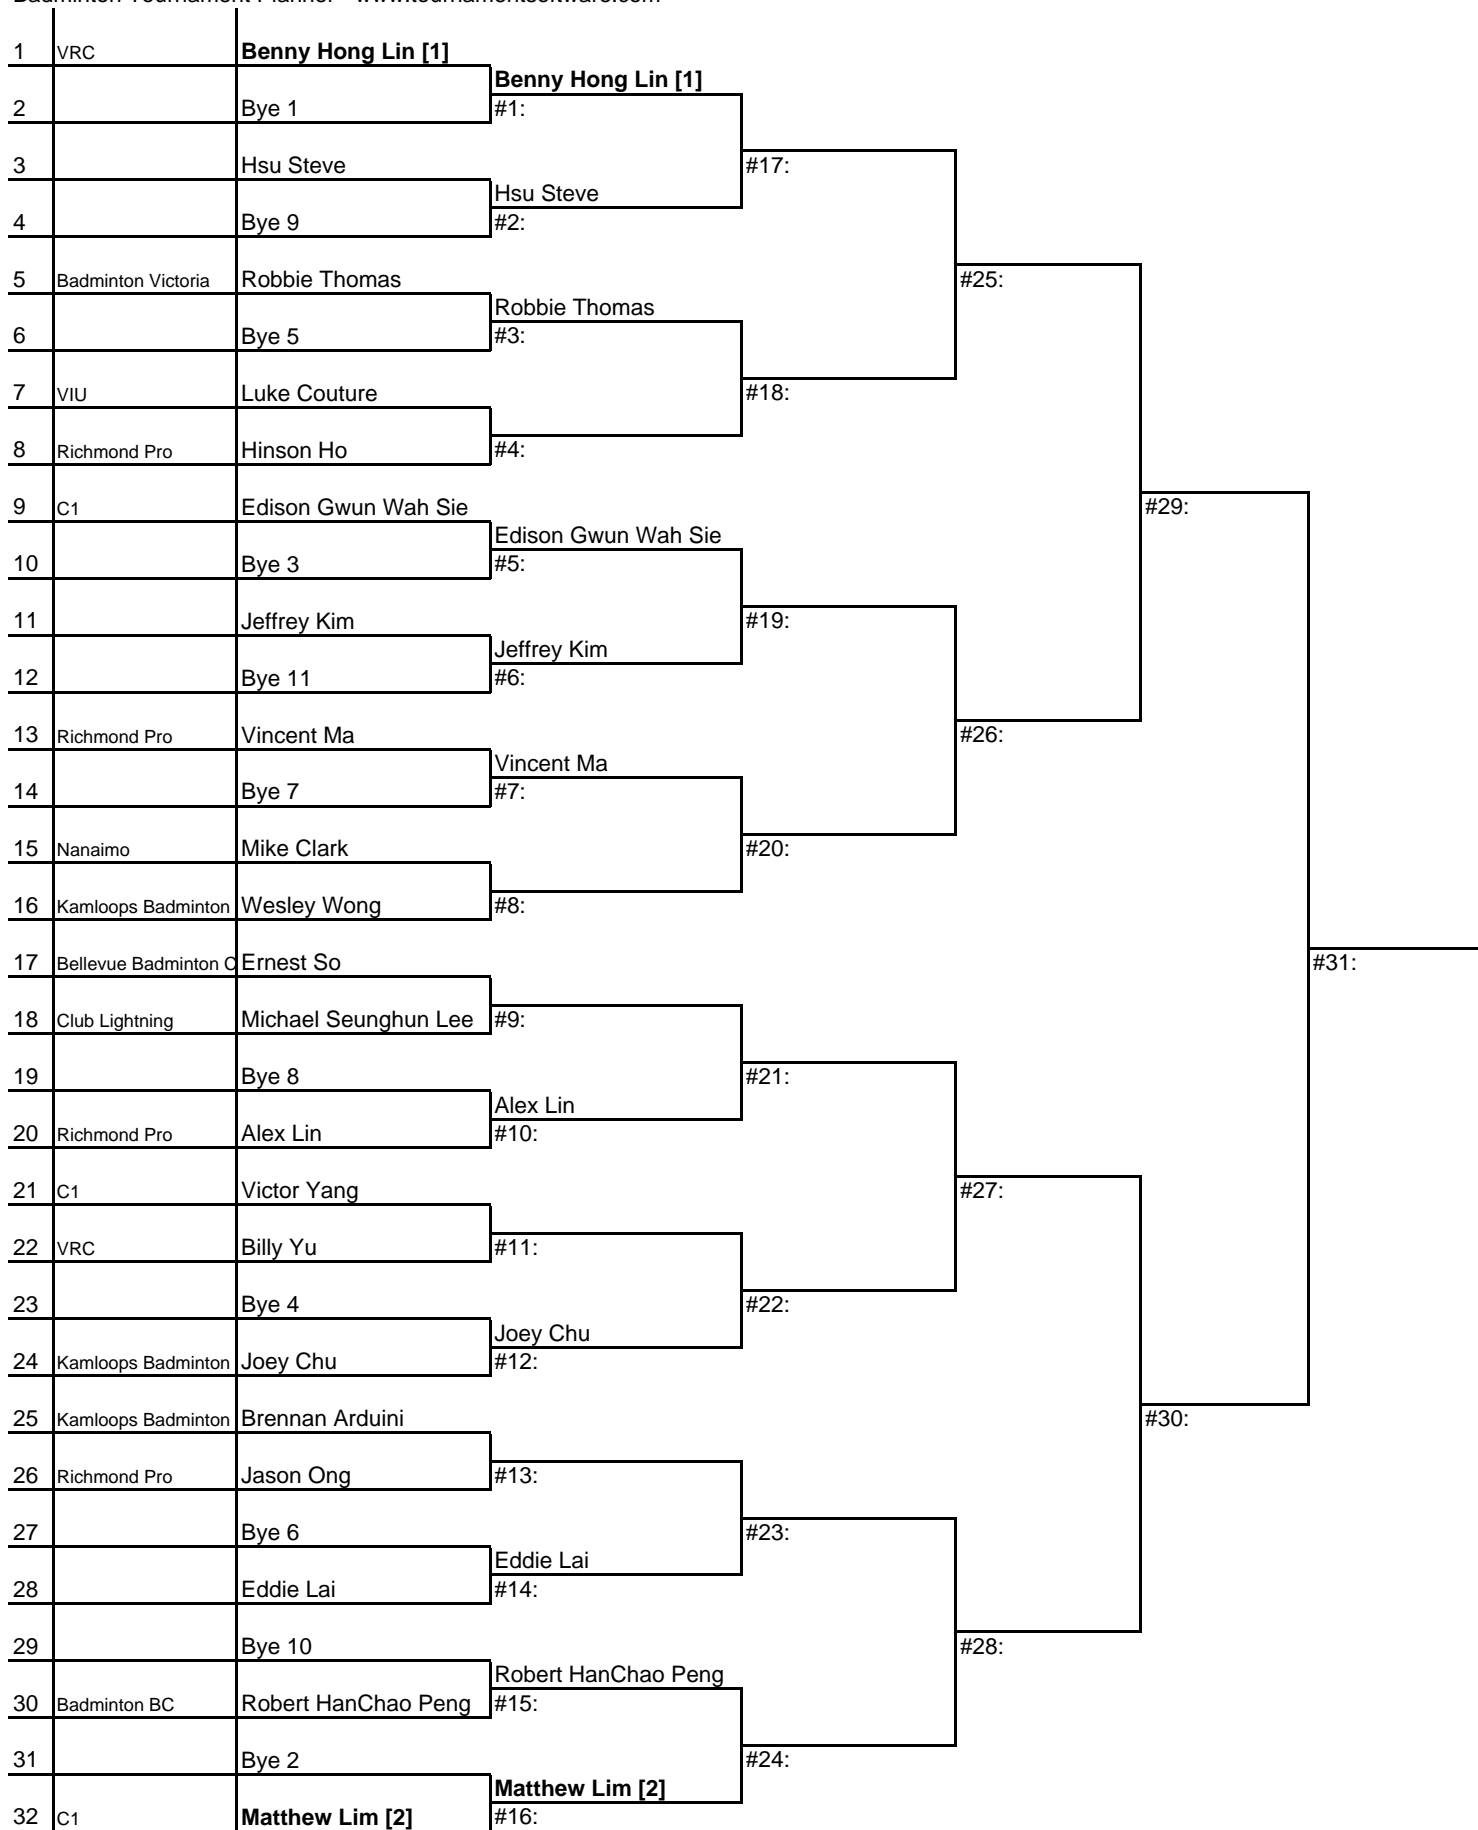 Badminton Tournament Planner - www.tournamentsoftware.com
1 VRC Benny Hong Lin [1]
Benny Hong Lin [1]
2 Bye 1 #1:
3 Hsu Steve #17:
Hsu Steve
4 Bye 9 #2:
5 Badminton Victoria Robbie Thomas #25:
Robbie Thomas
6 Bye 5 #3:
7 VIU Luke Couture #18:
8 Richmond Pro Hinson Ho #4:
9 C1 Edison Gwun Wah Sie #29:
Edison Gwun Wah Sie
10 Bye 3 #5:
11 Jeffrey Kim #19:
Jeffrey Kim
12 Bye 11 #6:
13 Richmond Pro Vincent Ma #26:
Vincent Ma
14 Bye 7 #7:
15 Nanaimo Mike Clark #20:
16 Kamloops Badminton Wesley Wong #8:
17 Bellevue Badminton C Ernest So #31:
18 Club Lightning Michael Seunghun Lee #9:
19 Bye 8 #21:
Alex Lin
20 Richmond Pro Alex Lin #10:
21 C1 Victor Yang #27:
22 VRC Billy Yu #11:
23 Bye 4 #22:
Joey Chu
24 Kamloops Badminton Joey Chu #12:
25 Kamloops Badminton Brennan Arduini #30:
26 Richmond Pro Jason Ong #13:
27 Bye 6 #23:
Eddie Lai
28 Eddie Lai #14:
29 Bye 10 #28:
Robert HanChao Peng
30 Badminton BC Robert HanChao Peng #15:
31 Bye 2 #24:
Matthew Lim [2]
32 C1 Matthew Lim [2] #16: